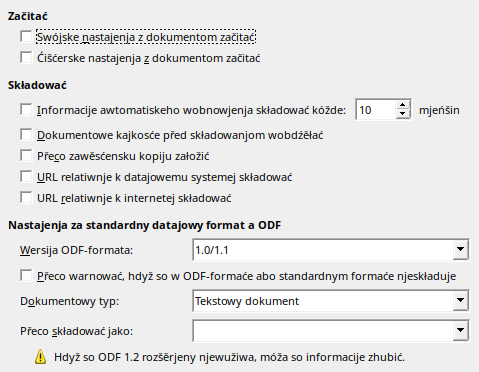 Začitać
Swójske nastajenja z dokumentom začitać
Ćišćerske nastajenja z dokumentom začitać
Składować
Informacije awtomatiskeho wobnowjenja składować kóžde: 10 mjeńšin
Dokumentowe kajkosće před składowanjom wobdźěłać
Přeco zawěsćensku kopiju założić
URL relatiwnje k datajowemu systemej składować
URL relatiwnje k internetej składować
Nastajenja za standardny datajowy format a ODF
Wersija ODF-formata: 1.0/1.1
Přeco warnować, hdyž so w ODF-formaće abo standardnym formaće njeskładuje
Dokumentowy typ: Tekstowy dokument
Přeco składować jako:
Hdyž so ODF 1.2 rozšěrjeny njewužiwa, móža so informacije zhubić.